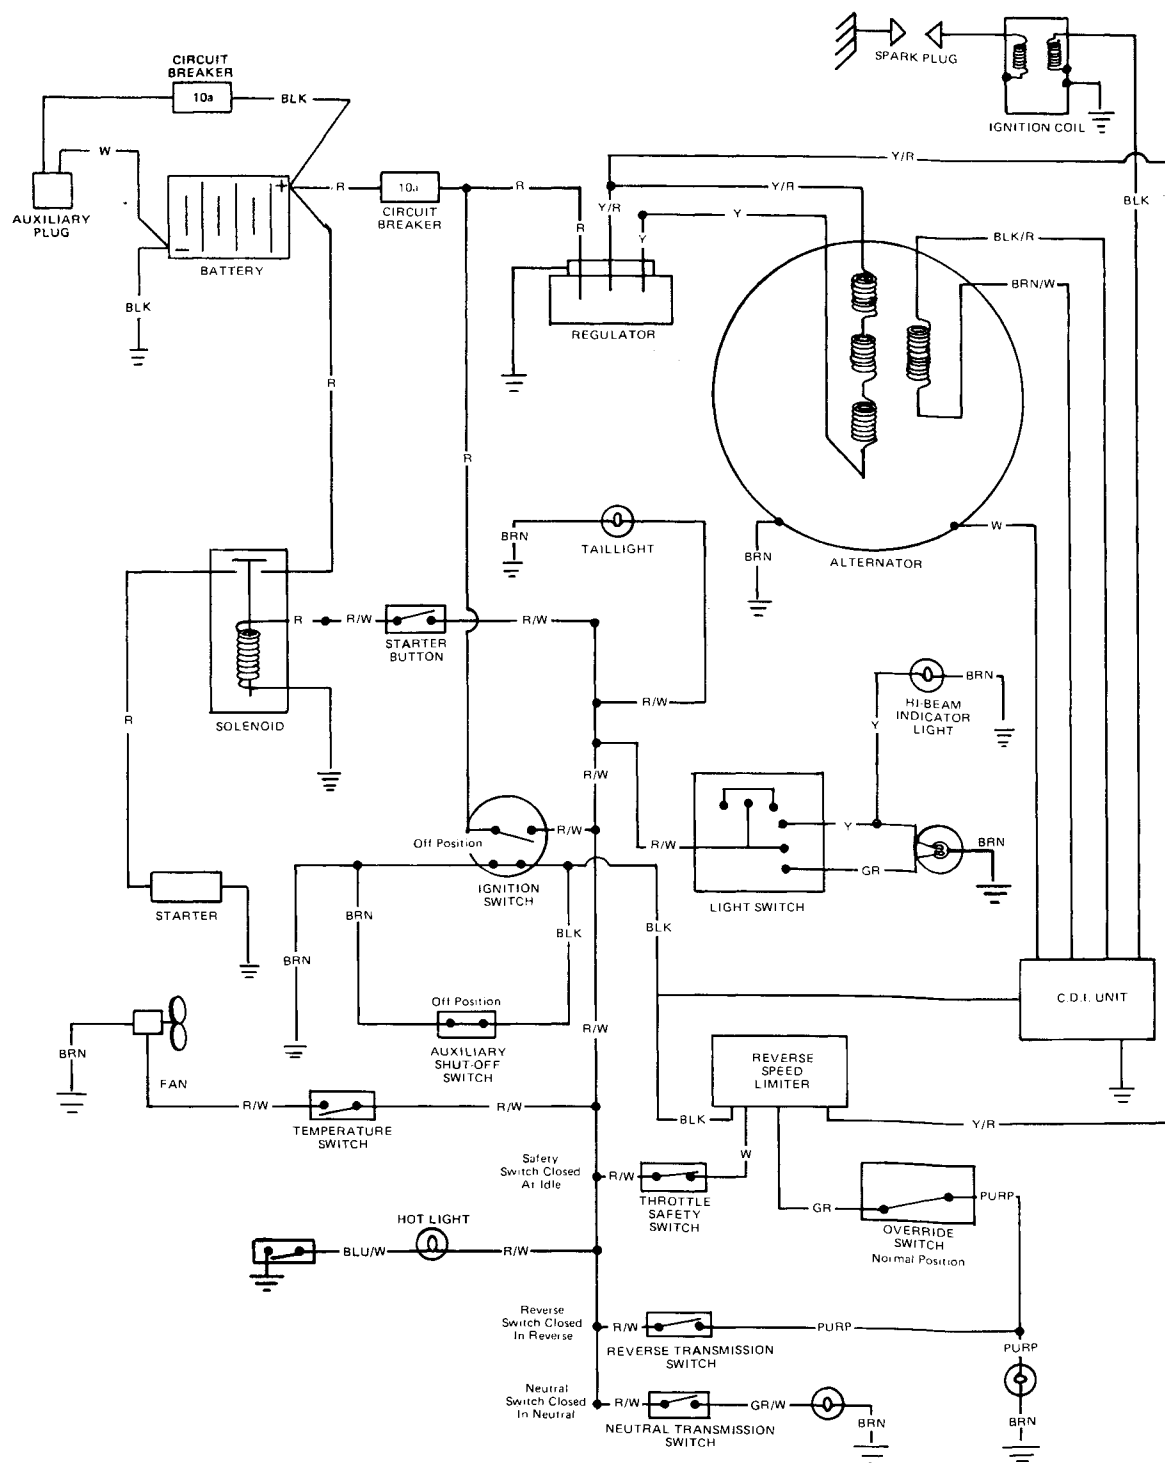 CIRCUIT
BREAKER
10a
BLK
W
AUXILIARY
PLUG
+
−
BATTERY
BLK
R
10a
CIRCUIT
BREAKER
R
R
Y/R
Y
Y/R
Y/R
Y
REGULATOR
SPARK PLUG
IGNITION COIL
BLK
BLK/R
BRN/W
W
BRN
ALTERNATOR
R
R
BRN
TAILLIGHT
R
R/W
STARTER
BUTTON
R/W
SOLENOID
R
R/W
R/W
HI-BEAM
INDICATOR
LIGHT
BRN
Y
Off Position
R/W
IGNITION
SWITCH
R/W
Y
GR
BRN
LIGHT SWITCH
STARTER
BRN
BRN
BLK
BLK
R/W
Off Position
AUXILIARY
SHUT-OFF
SWITCH
C.D.I. UNIT
REVERSE
SPEED
LIMITER
BRN
FAN
R/W
TEMPERATURE
SWITCH
R/W
BLK
W
Y/R
Safety
Switch Closed
At Idle
R/W
THROTTLE
SAFETY
SWITCH
GR
PURP
OVERRIDE
SWITCH
Normal Position
HOT LIGHT
BLU/W
R/W
Reverse
Switch Closed
In Reverse
R/W
REVERSE TRANSMISSION
SWITCH
PURP
PURP
BRN
Neutral
Switch Closed
In Neutral
R/W
NEUTRAL TRANSMISSION
SWITCH
GR/W
BRN